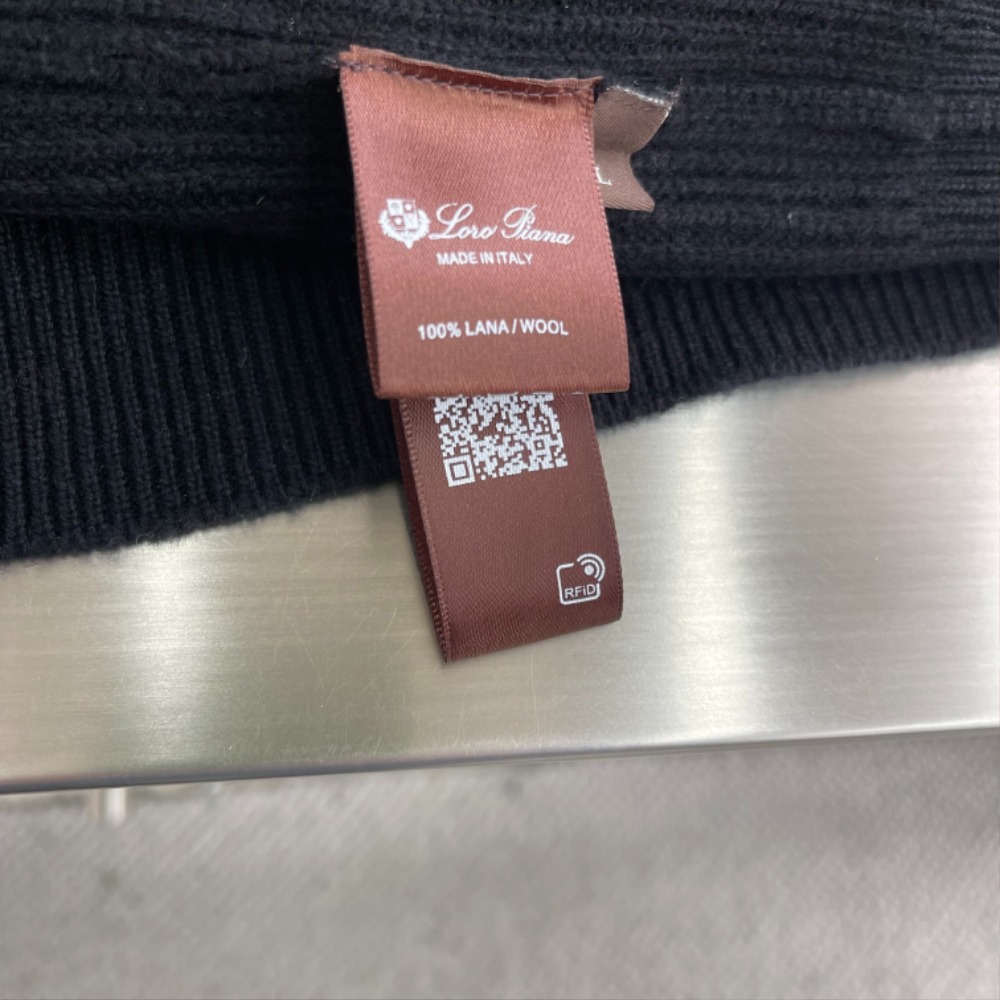 Loro Piana
MADE IN ITALY
100% LANA / WOOL
L
RFiD